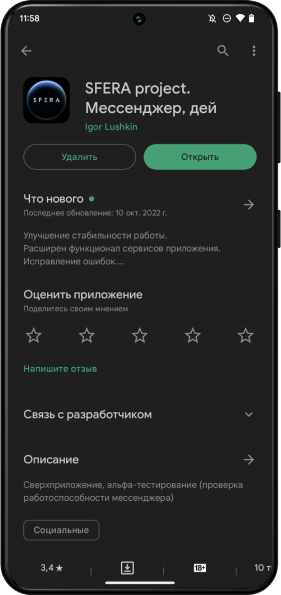 11:58
SFERA
SFERA project.
Мессенджер, дей
Igor Lushkin
Удалить
Открыть
Что нового
Последнее обновление: 10 окт. 2022 г.
Улучшение стабильности работы.
Расширен функционал сервисов приложения.
Исправление ошибок....
Оценить приложение
Поделитесь своим мнением
Напишите отзыв
Связь с разработчиком
Описание
Сверхприложение, альфа-тестирование (проверка
работоспособности мессенджера)
Социальные
3,4★
18+
10 т